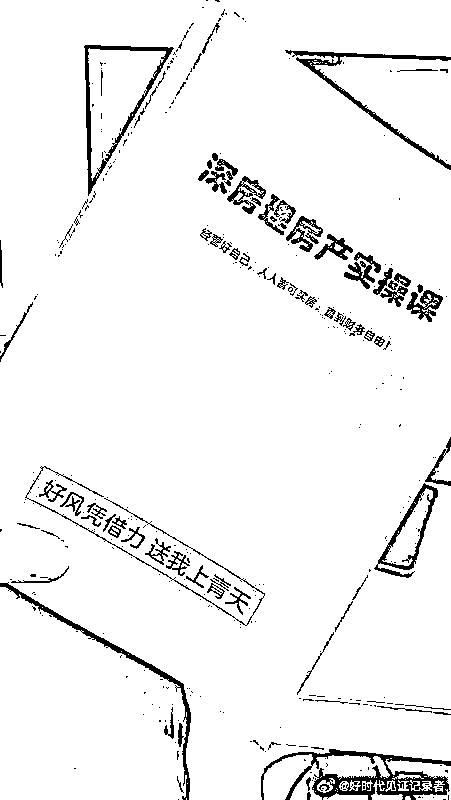 深房理房产实操课
经营好自己，人人皆可买房，直到财务自由！
好风凭借力 送我上青天
@好时代见证记录者